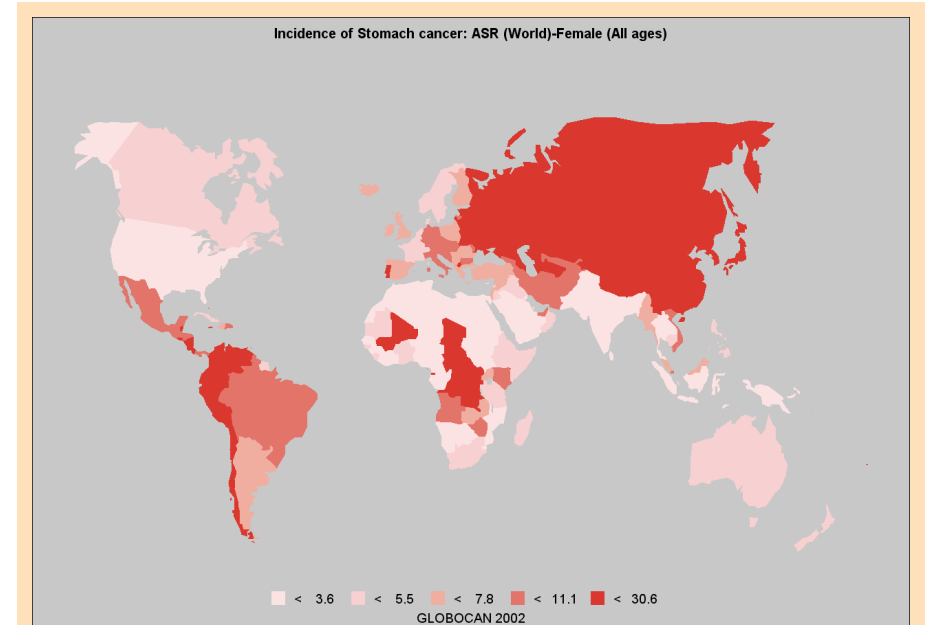 Incidence of Stomach cancer: ASR (World)-Female (All ages)
< 3.6 < 5.5 < 7.8 < 11.1 < 30.6
GLOBOCAN 2002